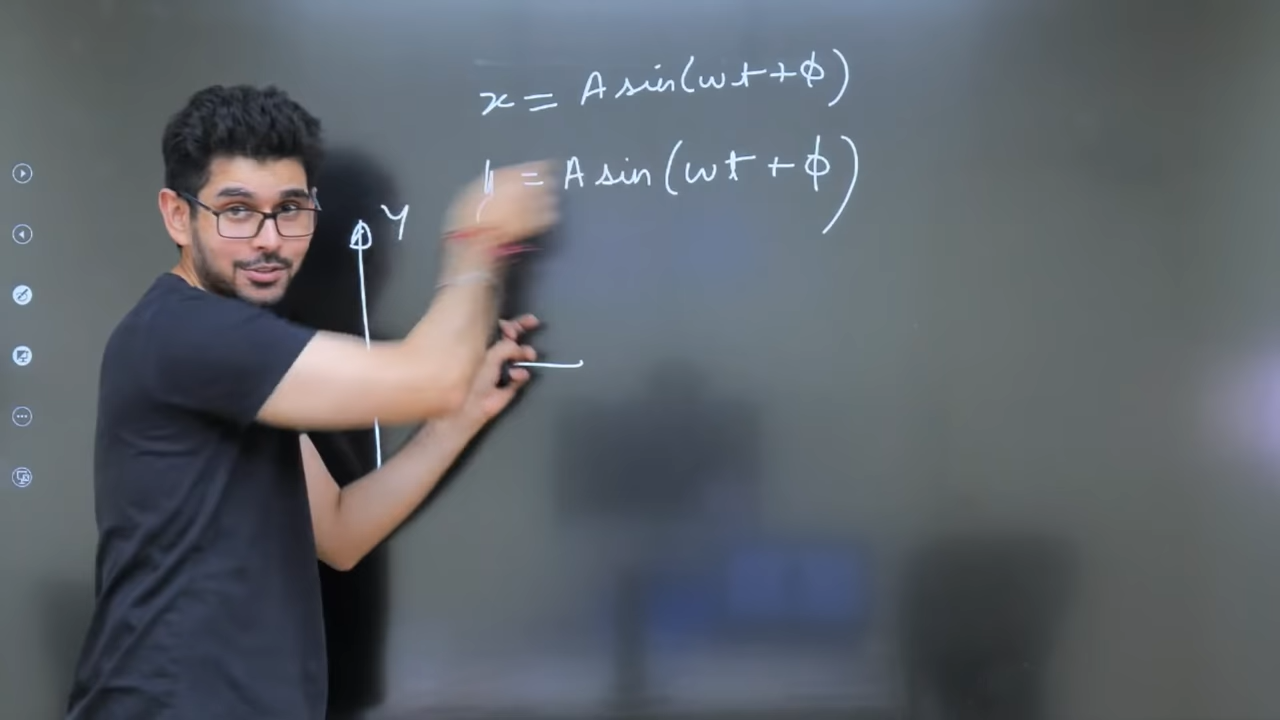 x = A sin(ωt + φ)
y = A sin(ωt + φ)
Y